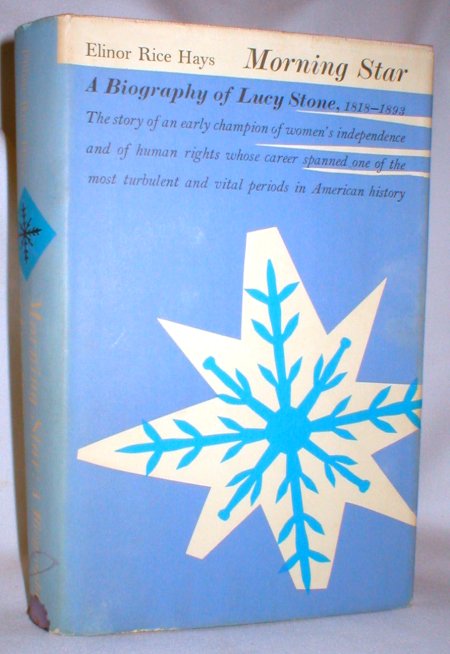 Elinor Rice Hays Morning Star
A Biography of Lucy Stone, 1818–1893
The story of an early champion of women's independence
and of human rights whose career spanned one of the
most turbulent and vital periods in American history
Morning Star